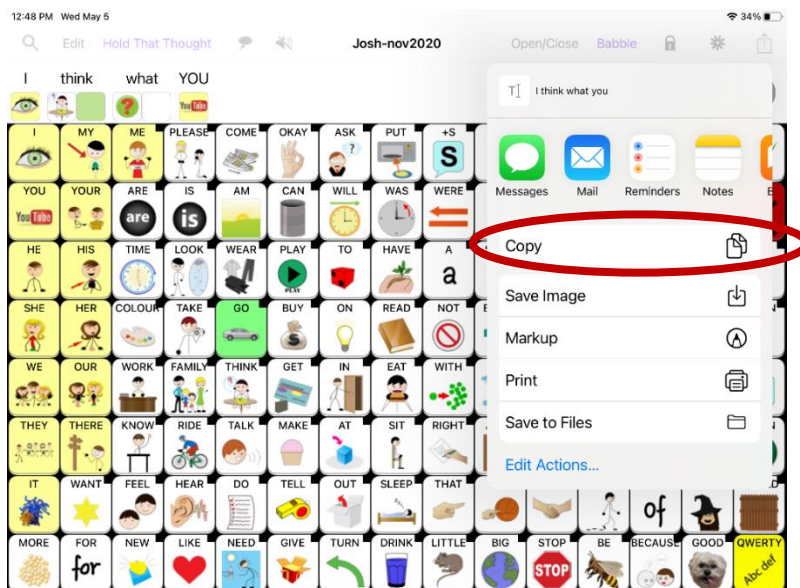 12:48 PM Wed May 5 34%
Edit Hold That Thought Josh-nov2020 Open/Close Babble
I think what YOU
You Tube
T I think what you
I MY ME PLEASE COME OKAY ASK PUT +S
S
Messages Mail Reminders Notes
YOU YOUR ARE IS AM CAN WILL WAS WERE
You Tube are is
HE HIS TIME LOOK WEAR PLAY TO HAVE A
PLAY a
Copy
SHE HER COLOUR TAKE GO BUY ON READ NOT
Save Image
WE OUR WORK FAMILY THINK GET IN EAT WITH
Markup
Print
THEY THERE KNOW RIDE TALK MAKE AT SIT RIGHT
Save to Files
Edit Actions...
IT WANT FEEL HEAR DO TELL OUT SLEEP THAT
of
MORE FOR NEW LIKE NEED GIVE TURN DRINK LITTLE BIG STOP BE BECAUSE GOOD QWERTY
for STOP Abc def